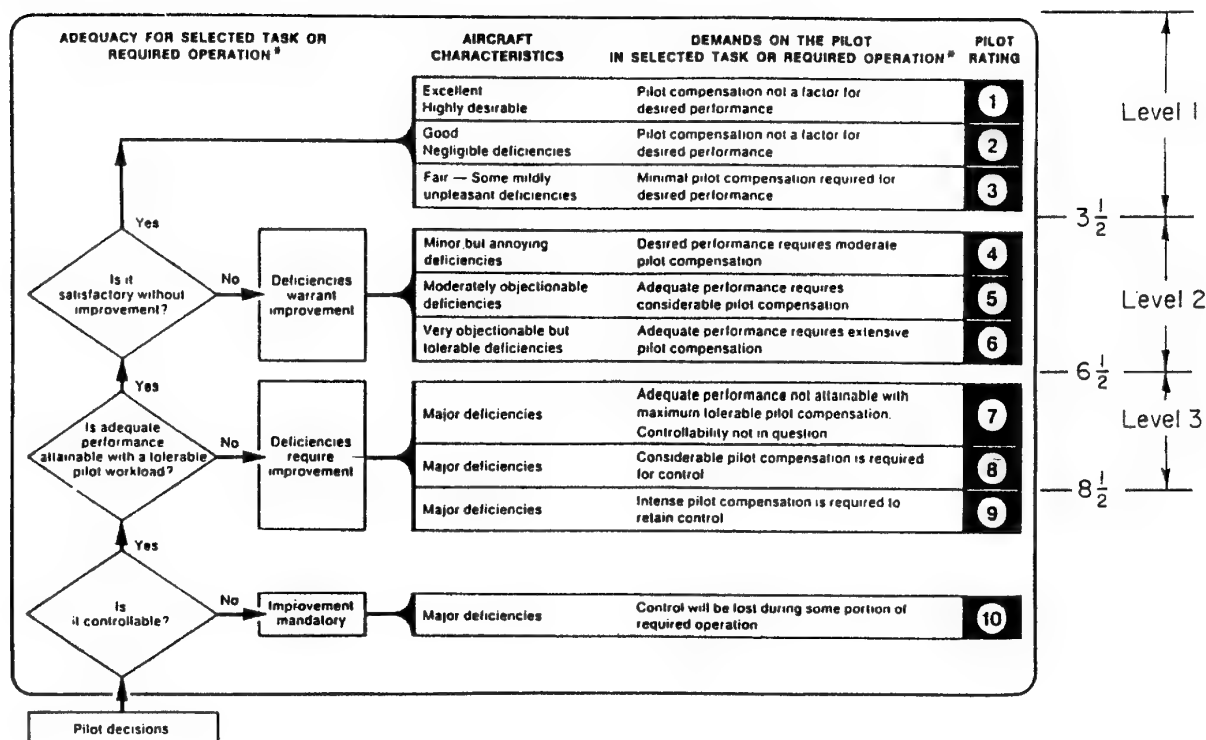 ADEQUACY FOR SELECTED TASK OR
REQUIRED OPERATION*
AIRCRAFT
CHARACTERISTICS
DEMANDS ON THE PILOT
IN SELECTED TASK OR REQUIRED OPERATION*
PILOT
RATING
Excellent
Highly desirable
Pilot compensation not a factor for
desired performance
1
Good
Negligible deficiencies
Pilot compensation not a factor for
desired performance
2
Fair — Some mildly
unpleasant deficiencies
Minimal pilot compensation required for
desired performance
3
Level 1
3 1/2
Yes
Is it
satisfactory without
improvement?
No
Deficiencies
warrant
improvement
Minor but annoying
deficiencies
Desired performance requires moderate
pilot compensation
4
Moderately objectionable
deficiencies
Adequate performance requires
considerable pilot compensation
5
Very objectionable but
tolerable deficiencies
Adequate performance requires extensive
pilot compensation
6
Level 2
6 1/2
Yes
Is adequate
performance
attainable with a tolerable
pilot workload?
No
Deficiencies
require
improvement
Major deficiencies
Adequate performance not attainable with
maximum tolerable pilot compensation.
Controllability not in question
7
Major deficiencies
Considerable pilot compensation is required
for control
8
Major deficiencies
Intense pilot compensation is required to
retain control
9
Level 3
8 1/2
Yes
Is
it controllable?
No
Improvement
mandatory
Major deficiencies
Control will be lost during some portion of
required operation
10
Pilot decisions